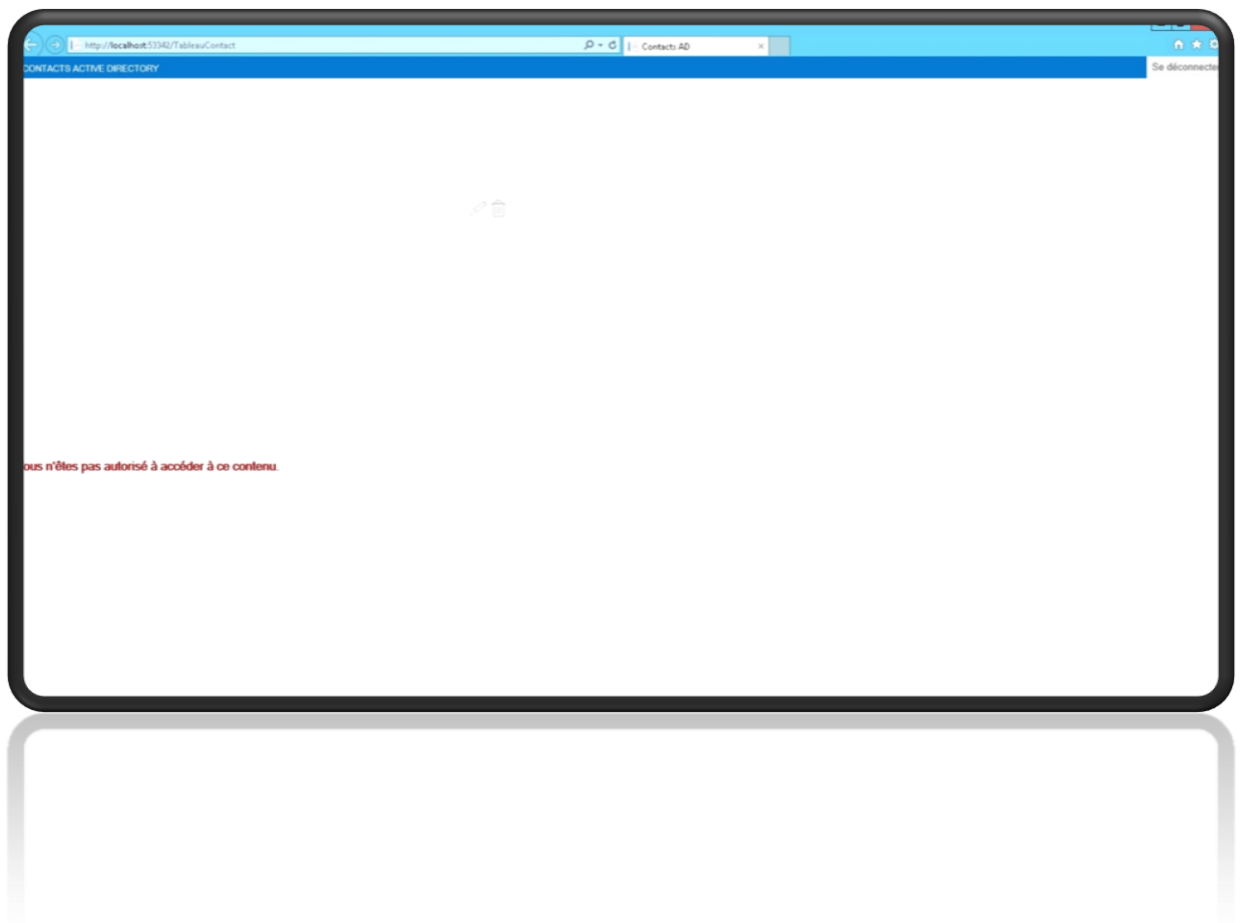 http://localhost:53342/TableauContact
Contacts AD
CONTACTS ACTIVE DIRECTORY
Se déconnecter
ous n'êtes pas autorisé à accéder à ce contenu.